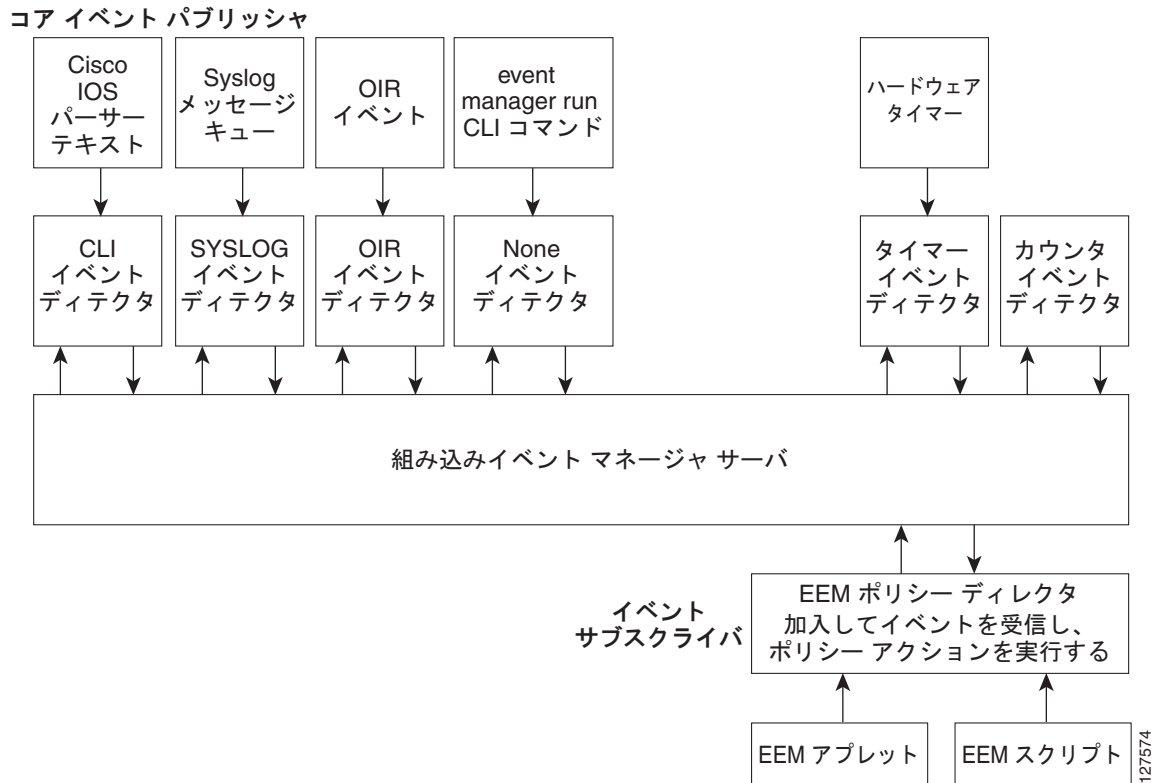 コア イベント パブリッシャ
Cisco
IOS
パーサー
テキスト
Syslog
メッセージ
キュー
OIR
イベント
event
manager run
CLI コマンド
ハードウェア
タイマー
CLI
イベント
ディテクタ
SYSLOG
イベント
ディテクタ
OIR
イベント
ディテクタ
None
イベント
ディテクタ
タイマー
イベント
ディテクタ
カウンタ
イベント
ディテクタ
組み込みイベント マネージャ サーバ
イベント
サブスクライバ
EEM ポリシー ディレクタ
加入してイベントを受信し、
ポリシー アクションを実行する
EEM アプレット
EEM スクリプト
127574